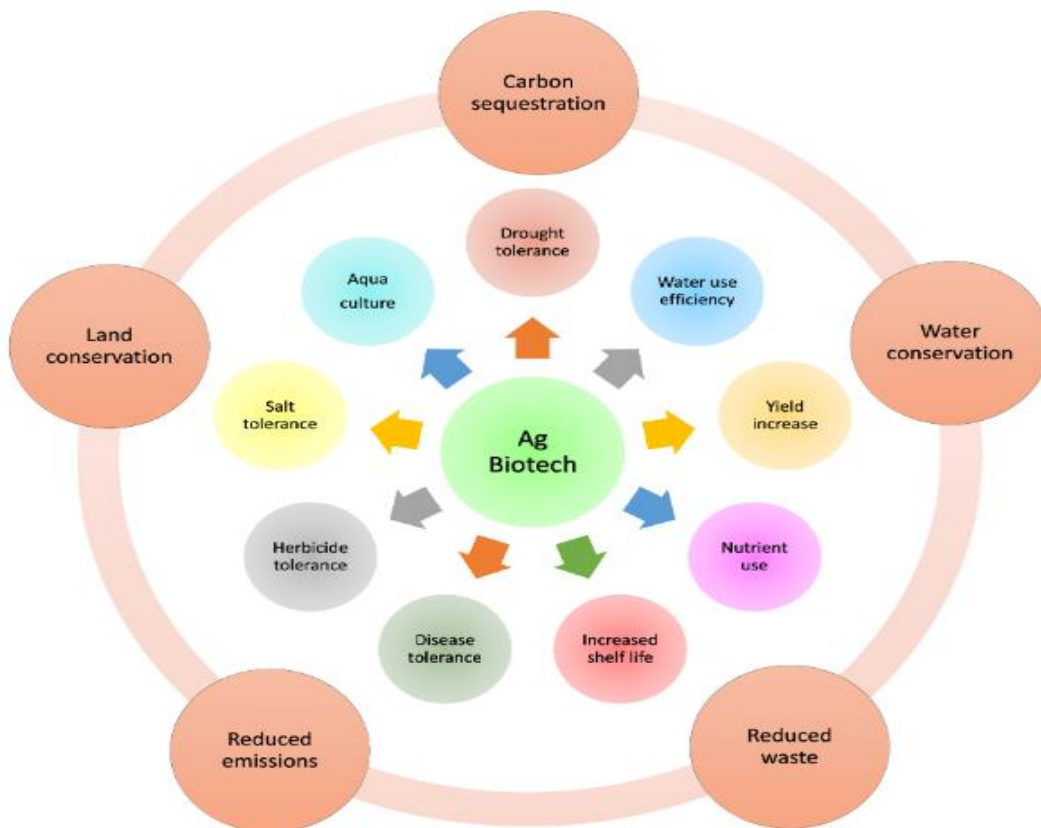 Carbon
sequestration
Drought
tolerance
Aqua
culture
Water use
efficiency
Land
conservation
Water
conservation
Salt
tolerance
Yield
increase
Ag
Biotech
Herbicide
tolerance
Nutrient
use
Disease
tolerance
Increased
shelf life
Reduced
emissions
Reduced
waste